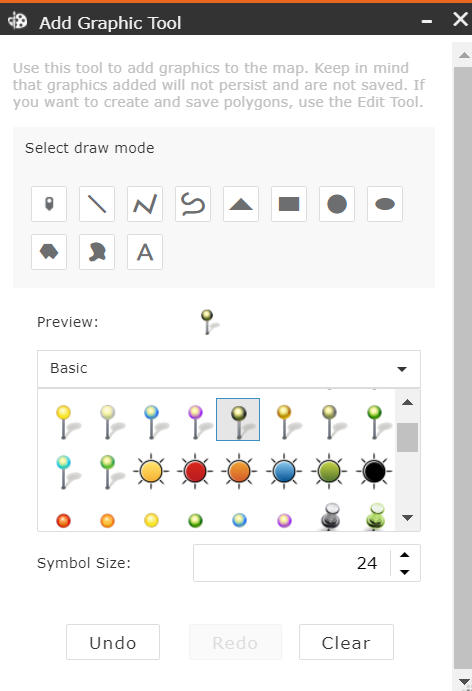 Add Graphic Tool
Use this tool to add graphics to the map. Keep in mind
that graphics added will not persist and are not saved. If
you want to create and save polygons, use the Edit Tool.
Select draw mode
A
Preview:
Basic
Symbol Size:
24
Undo
Redo
Clear